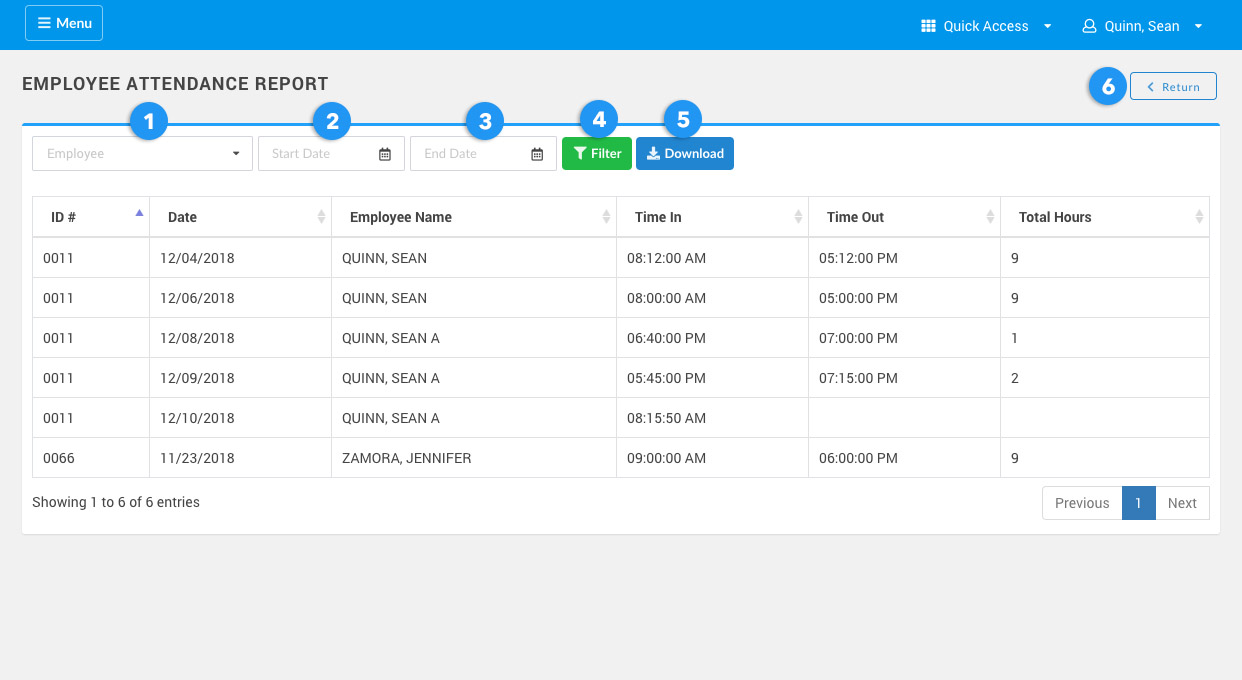 Menu
Quick Access
Quinn, Sean
EMPLOYEE ATTENDANCE REPORT
6
Return
1
2
3
4
5
Employee
Start Date
End Date
Filter
Download
ID # Date Employee Name Time In Time Out Total Hours
0011 12/04/2018 QUINN, SEAN 08:12:00 AM 05:12:00 PM 9
0011 12/06/2018 QUINN, SEAN 08:00:00 AM 05:00:00 PM 9
0011 12/08/2018 QUINN, SEAN A 06:40:00 PM 07:00:00 PM 1
0011 12/09/2018 QUINN, SEAN A 05:45:00 PM 07:15:00 PM 2
0011 12/10/2018 QUINN, SEAN A 08:15:50 AM
0066 11/23/2018 ZAMORA, JENNIFER 09:00:00 AM 06:00:00 PM 9
Showing 1 to 6 of 6 entries
Previous 1 Next